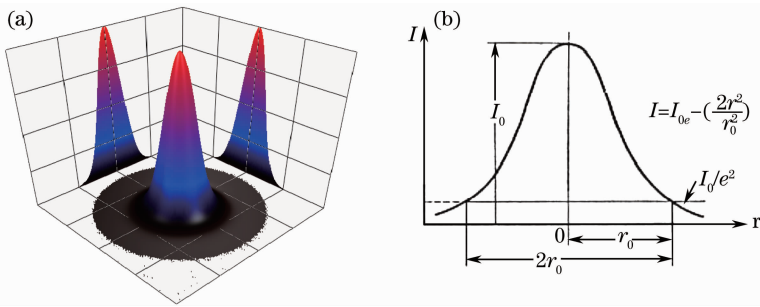 (a)
(b)
I
I₀
I=I₀ₑ-(2r²/r₀²)
I₀/e²
0
r
r₀
2r₀